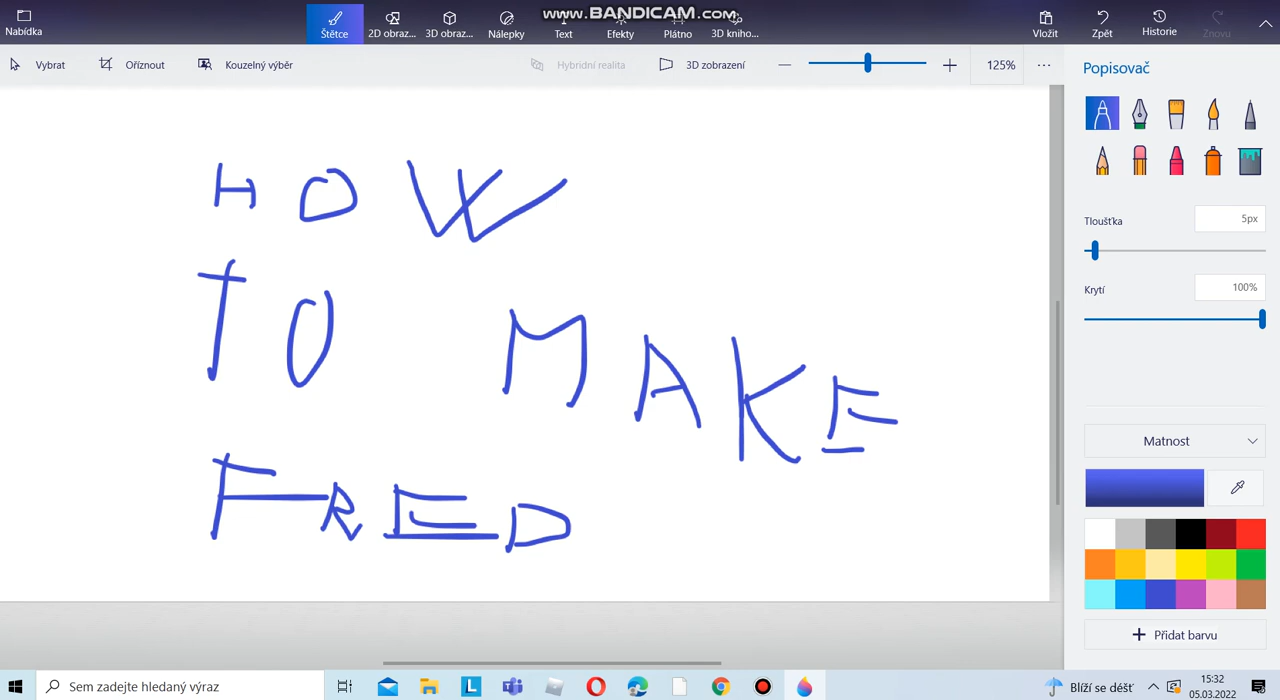 www.BANDICAM.com
Nabídka
Štětce
2D obraz...
3D obraz...
Nálepky
Text
Efekty
Plátno
3D kniho...
Vložit
Zpět
Historie
Znovu
Vybrat
Oříznout
Kouzelný výběr
Hybridní realita
3D zobrazení
125%
Popisovač
Tloušťka
5px
Krytí
100%
Matnost
Přidat barvu
HOW
TO MAKE
FRED
Sem zadejte hledaný výraz
Blíží se déšť
15:32
05.03.2022